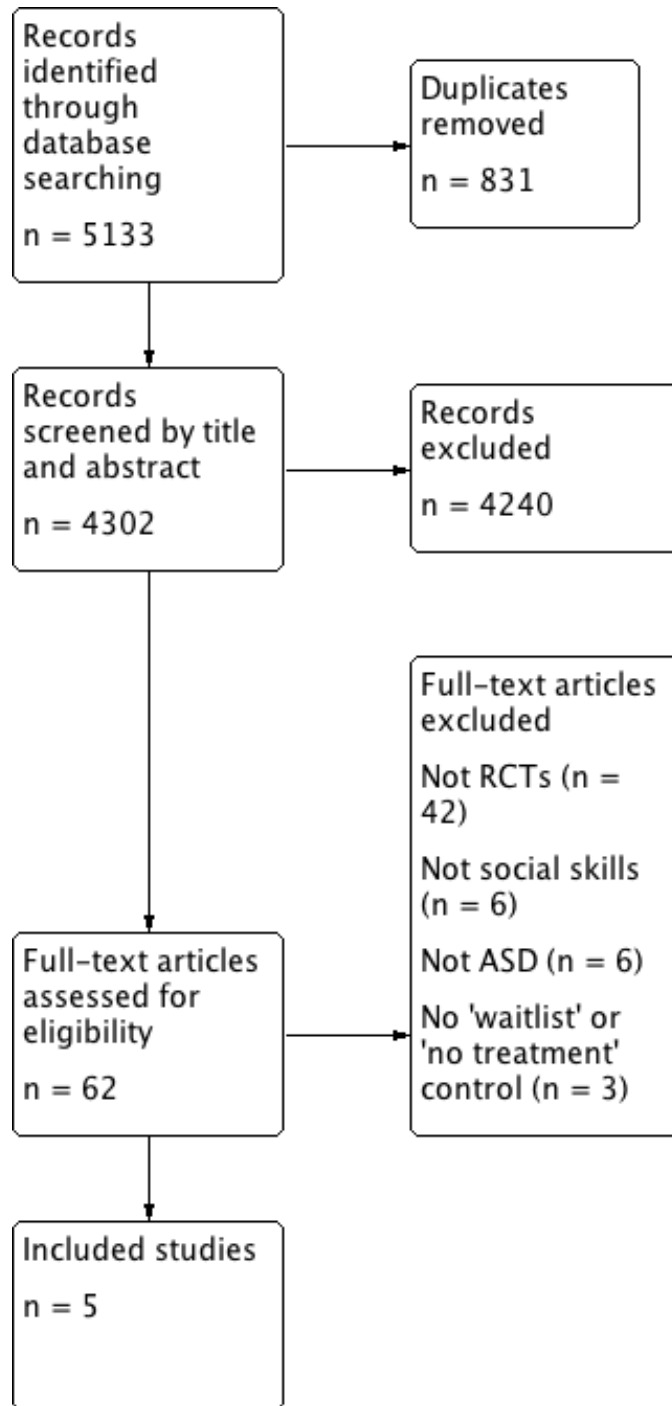 Records
identified
through
database
searching
n = 5133
Duplicates
removed
n = 831
Records
screened by title
and abstract
n = 4302
Records
excluded
n = 4240
Full-text articles
assessed for
eligibility
n = 62
Full-text articles
excluded
Not RCTs (n =
42)
Not social skills
(n = 6)
Not ASD (n = 6)
No 'waitlist' or
'no treatment'
control (n = 3)
Included studies
n = 5